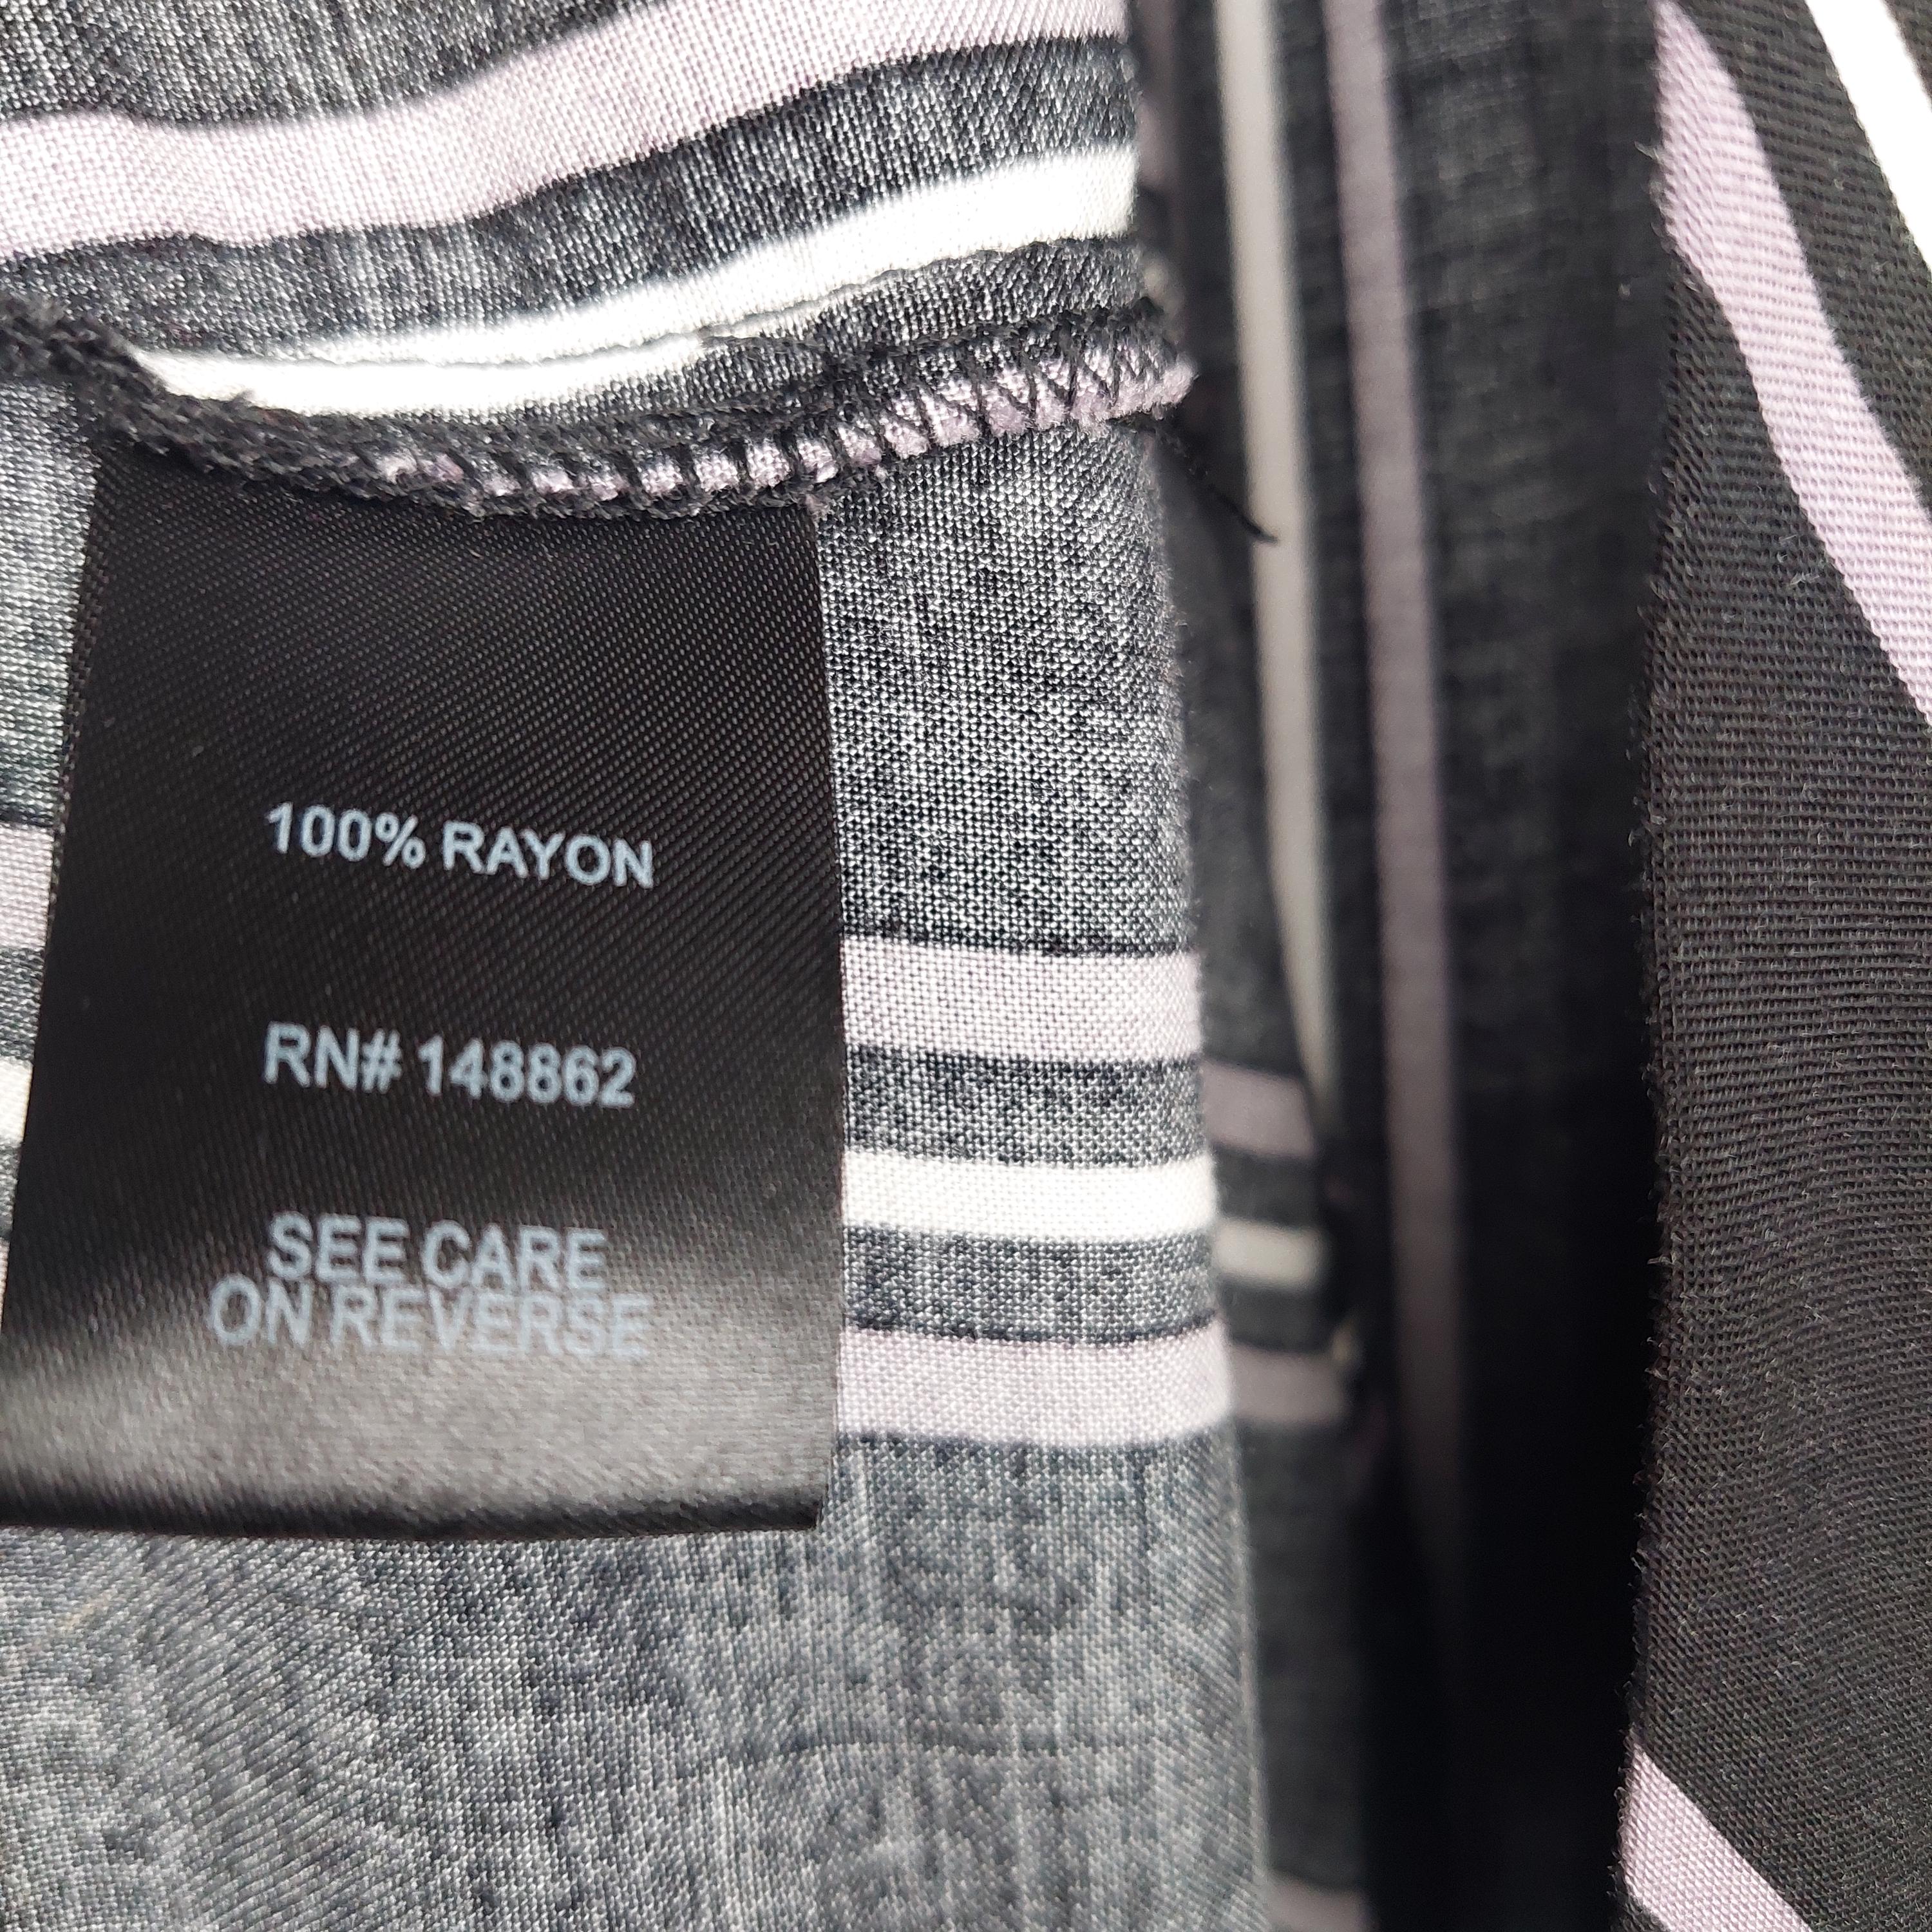 100% RAYON
RN# 148862
SEE CARE
ON REVERSE